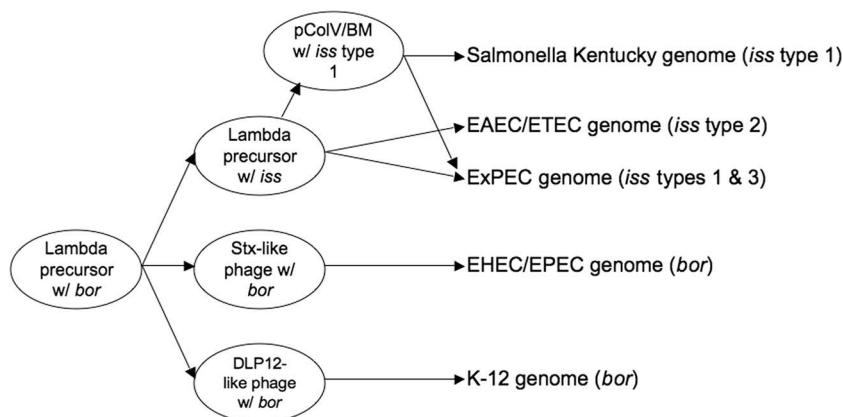 pColV/BM
w/ iss type
1
Salmonella Kentucky genome (iss type 1)
Lambda
precursor
w/ iss
EAEC/ETEC genome (iss type 2)
ExPEC genome (iss types 1 & 3)
Lambda
precursor
w/ bor
Stx-like
phage w/
bor
EHEC/EPEC genome (bor)
DLP12-
like phage
w/ bor
K-12 genome (bor)